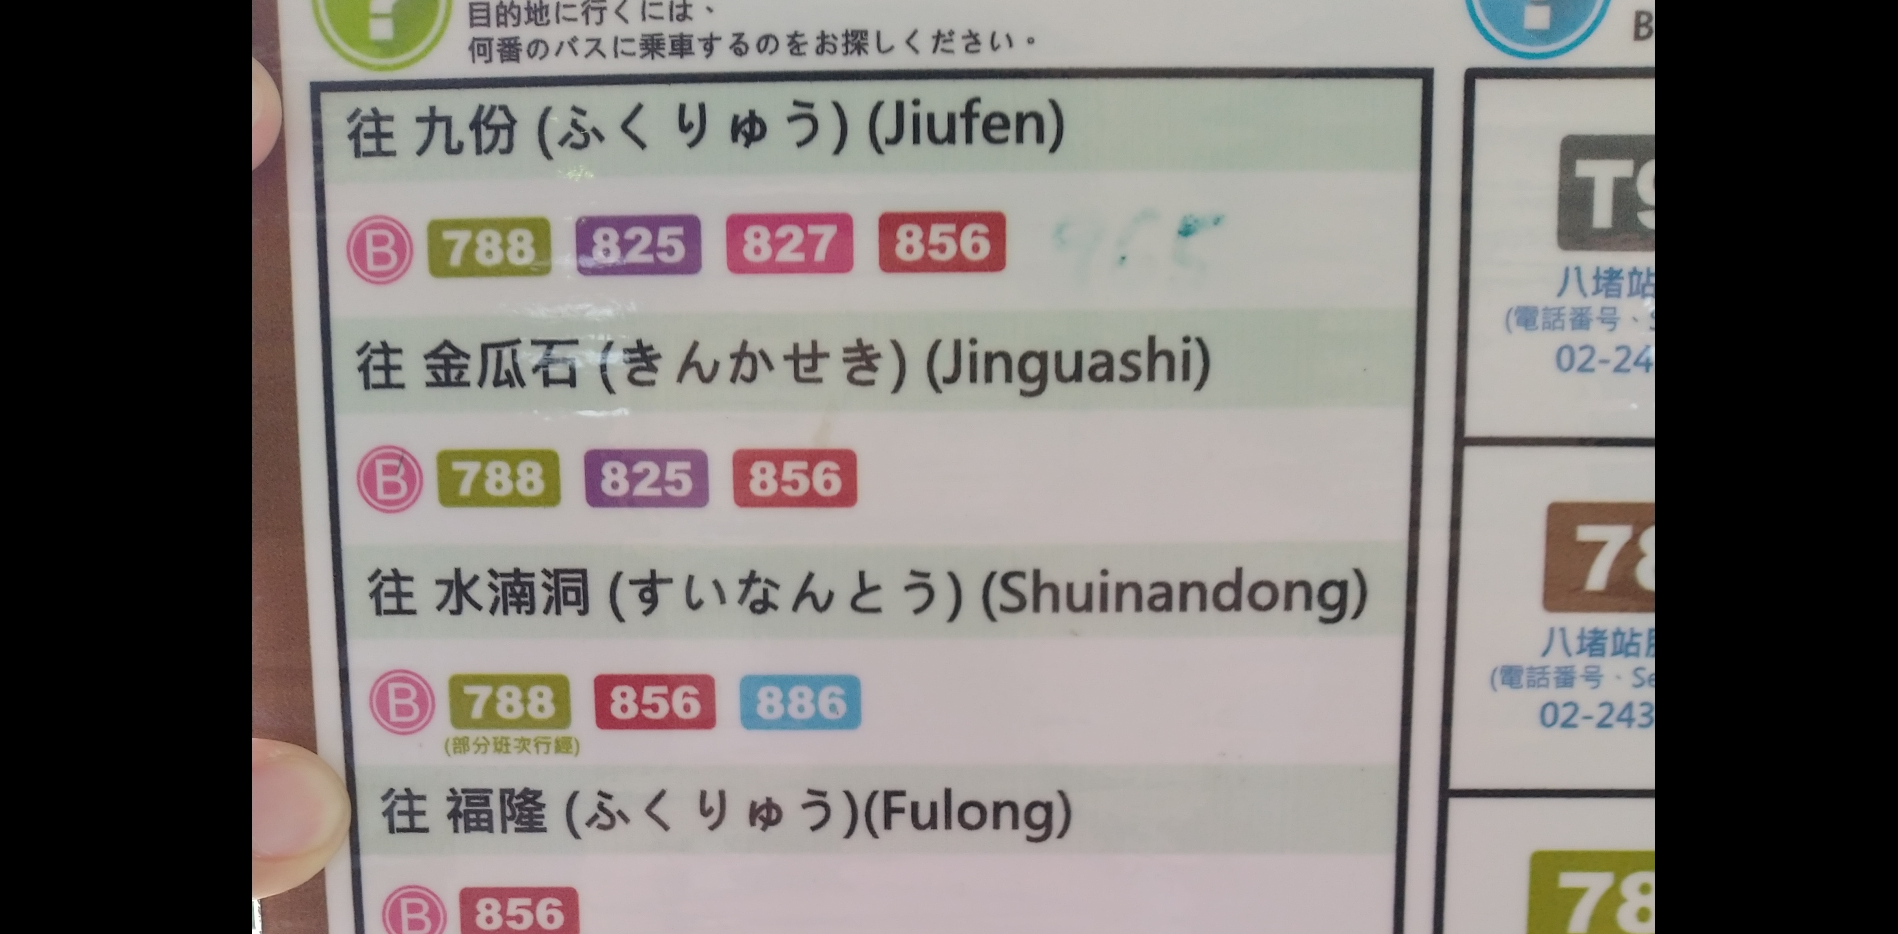 目的地に行くには、
何番のバスに乗車するのをお探しください。
往 九份 (ふくりゅう) (Jiufen)
B 788 825 827 856
往 金瓜石 (きんかせき) (Jinguashi)
B 788 825 856
往 水湳洞 (すいなんとう) (Shuinandong)
B 788 856 886
(部分班次行經)
往 福隆 (ふくりゅう)(Fulong)
B 856
B
T9
八堵站
(電話番号、S
02-24
78
八堵站服
(電話番号、Se
02-243
78